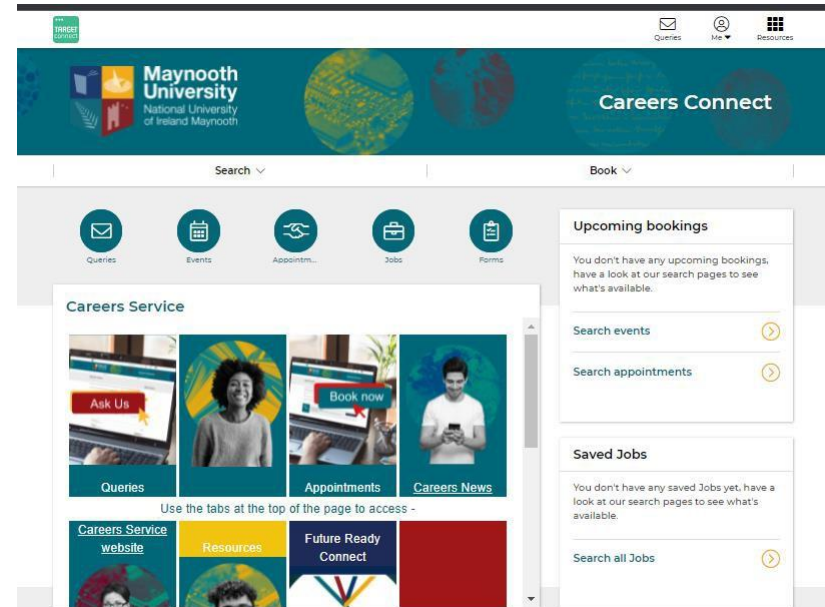 TARGET
connect
Queries
Me
Resources
Maynooth
University
National University
of Ireland Maynooth
Careers Connect
Search
Book
Queries
Events
Appointm...
Jobs
Forms
Careers Service
Ask Us
Book now
Queries
Appointments
Careers News
Use the tabs at the top of the page to access -
Careers Service
website
Resources
Future Ready
Connect
Upcoming bookings
You don't have any upcoming bookings,
have a look at our search pages to see
what's available.
Search events
Search appointments
Saved Jobs
You don't have any saved Jobs yet, have a
look at our search pages to see what's
available.
Search all Jobs